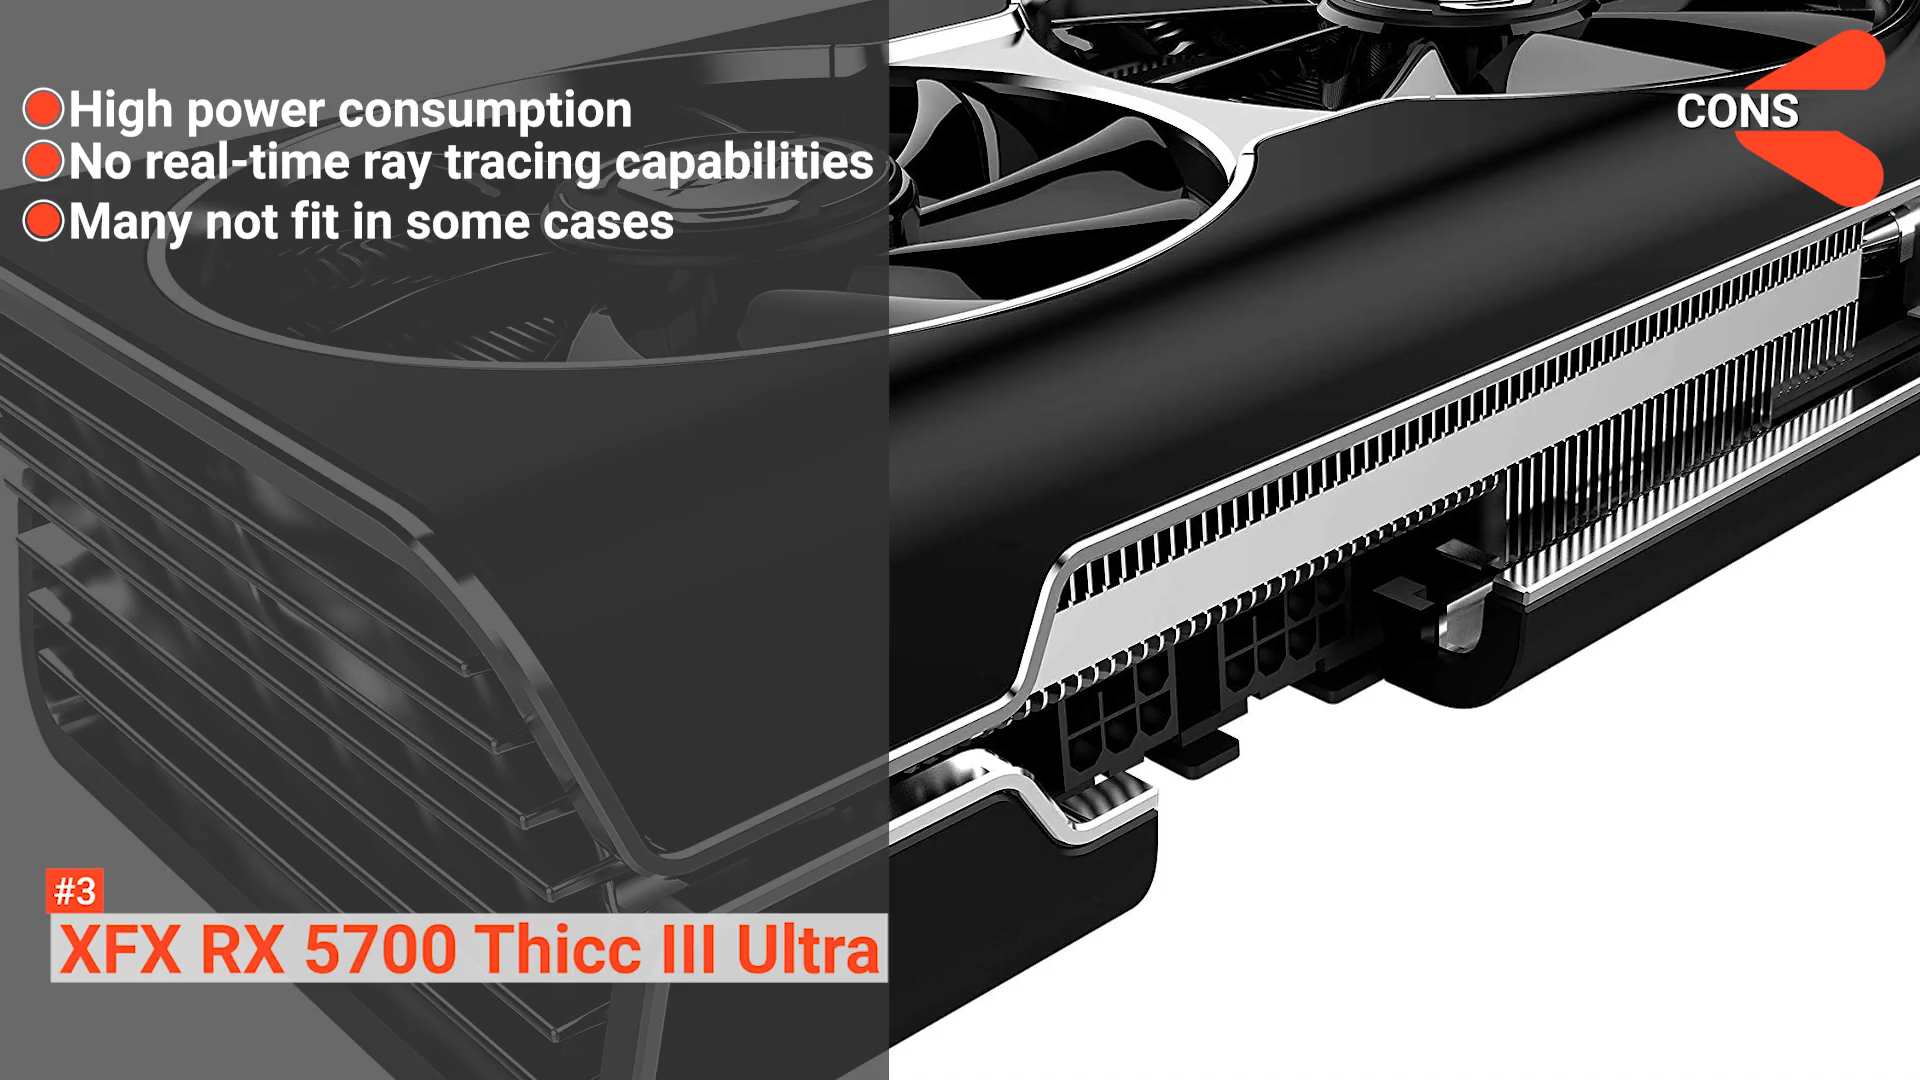 High power consumption
No real-time ray tracing capabilities
Many not fit in some cases
CONS
#3
XFX RX 5700 Thicc III Ultra